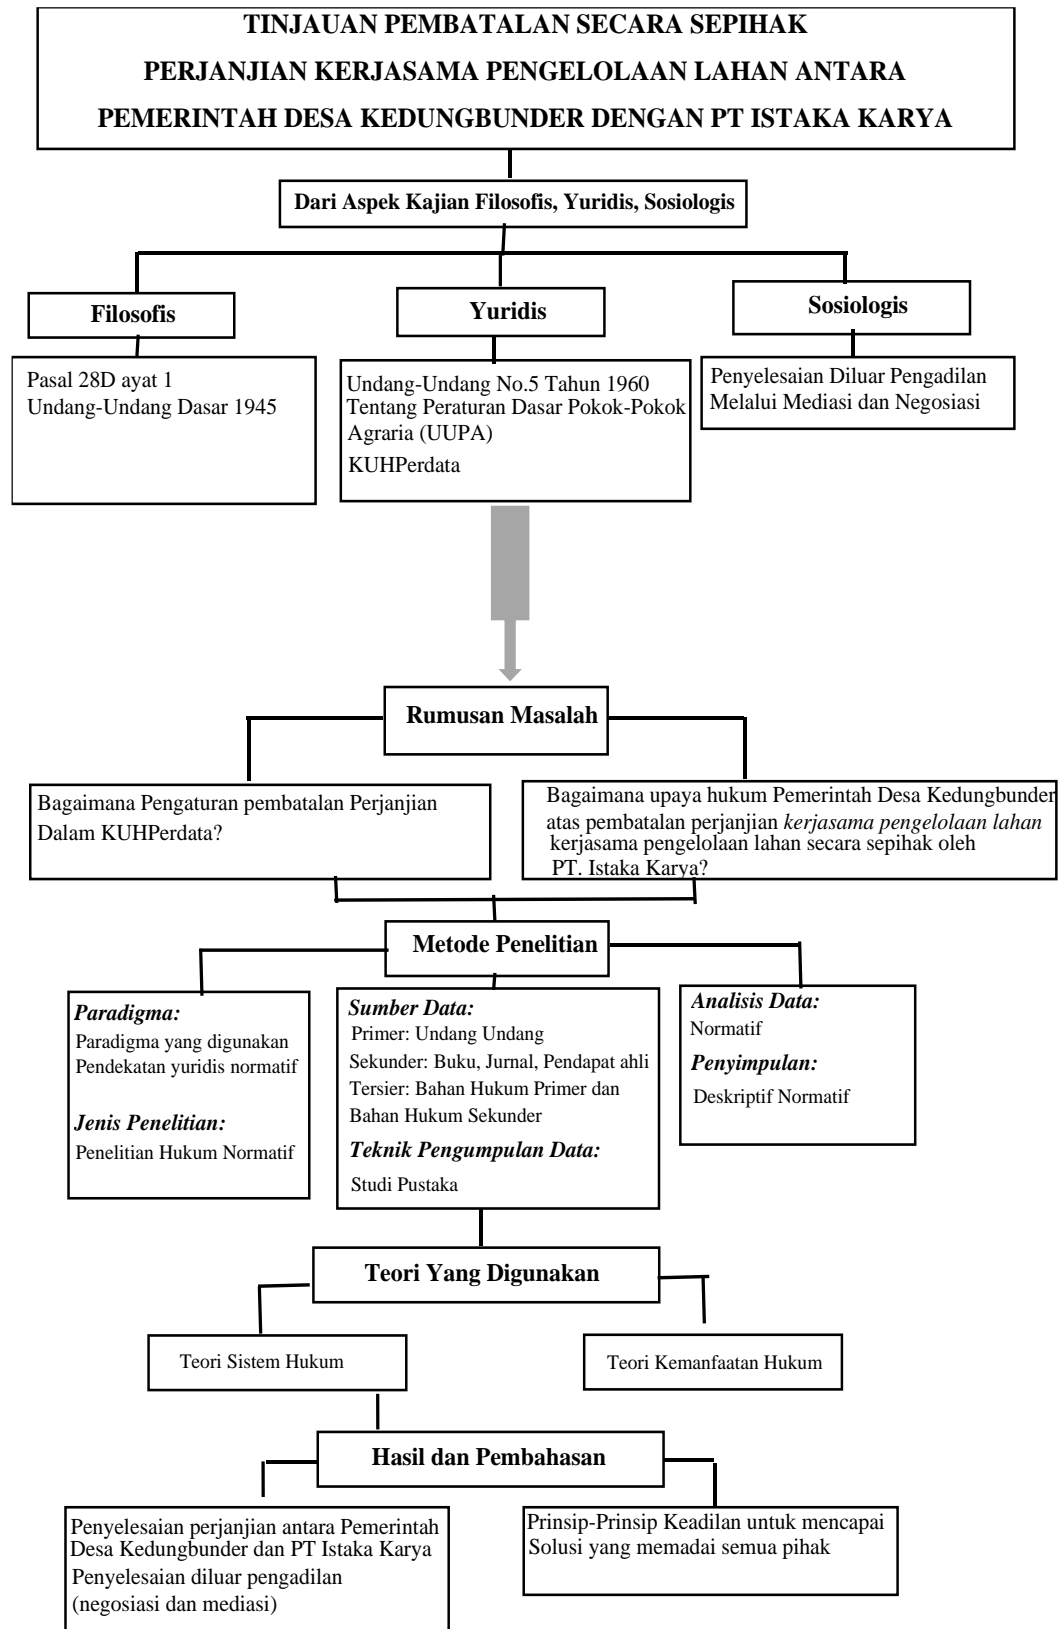 TINJAUAN PEMBATALAN SECARA SEPIHAK
PERJANJIAN KERJASAMA PENGELOLAAN LAHAN ANTARA
PEMERINTAH DESA KEDUNGBUNDER DENGAN PT ISTAKA KARYA
Dari Aspek Kajian Filosofis, Yuridis, Sosiologis
Filosofis
Yuridis
Sosiologis
Pasal 28D ayat 1
Undang-Undang Dasar 1945
Undang-Undang No.5 Tahun 1960
Tentang Peraturan Dasar Pokok-Pokok
Agraria (UUPA)
KUHPerdata
Penyelesaian Diluar Pengadilan
Melalui Mediasi dan Negosiasi
Rumusan Masalah
Bagaimana Pengaturan pembatalan Perjanjian
Dalam KUHPerdata?
Bagaimana upaya hukum Pemerintah Desa Kedungbunder
atas pembatalan perjanjian kerjasama pengelolaan lahan
kerjasama pengelolaan lahan secara sepihak oleh
PT. Istaka Karya?
Metode Penelitian
Paradigma:
Paradigma yang digunakan
Pendekatan yuridis normatif
Jenis Penelitian:
Penelitian Hukum Normatif
Sumber Data:
Primer: Undang Undang
Sekunder: Buku, Jurnal, Pendapat ahli
Tersier: Bahan Hukum Primer dan
Bahan Hukum Sekunder
Teknik Pengumpulan Data:
Studi Pustaka
Analisis Data:
Normatif
Penyimpulan:
Deskriptif Normatif
Teori Yang Digunakan
Teori Sistem Hukum
Teori Kemanfaatan Hukum
Hasil dan Pembahasan
Penyelesaian perjanjian antara Pemerintah
Desa Kedungbunder dan PT Istaka Karya
Penyelesaian diluar pengadilan
(negosiasi dan mediasi)
Prinsip-Prinsip Keadilan untuk mencapai
Solusi yang memadai semua pihak